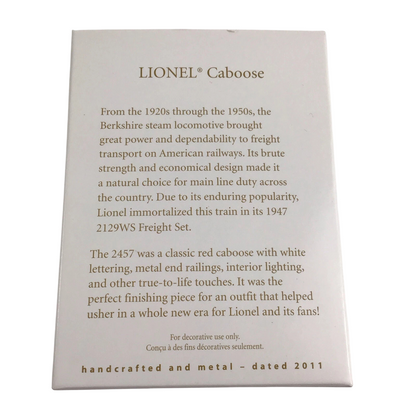 LIONEL® Caboose
From the 1920s through the 1950s, the
Berkshire steam locomotive brought
great power and dependability to freight
transport on American railways. Its brute
strength and economical design made it
a natural choice for main line duty across
the country. Due to its enduring popularity,
Lionel immortalized this train in its 1947
2129WS Freight Set.
The 2457 was a classic red caboose with white
lettering, metal end railings, interior lighting,
and other true-to-life touches. It was the
perfect finishing piece for an outfit that helped
usher in a whole new era for Lionel and its fans!
For decorative use only.
Conçu à des fins décoratives seulement.
handcrafted and metal – dated 2011